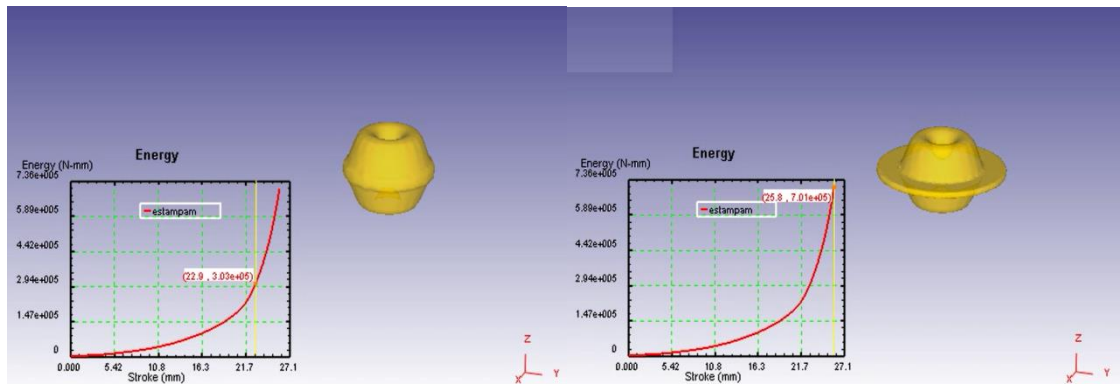 Energy
Energy (N-mm)
7.36e+005
5.89e+005
4.42e+005
2.94e+005
1.47e+005
0
estampam
(22.9 , 3.03e+05)
0.000 5.42 10.8 16.3 21.7 27.1
Stroke (mm)
Z
X Y
Energy
Energy (N-mm)
7.36e+005
5.89e+005
4.42e+005
2.94e+005
1.47e+005
0
(25.8 , 7.01e+05)
estampam
0.000 5.42 10.8 16.3 21.7 27.1
Stroke (mm)
Z
X Y